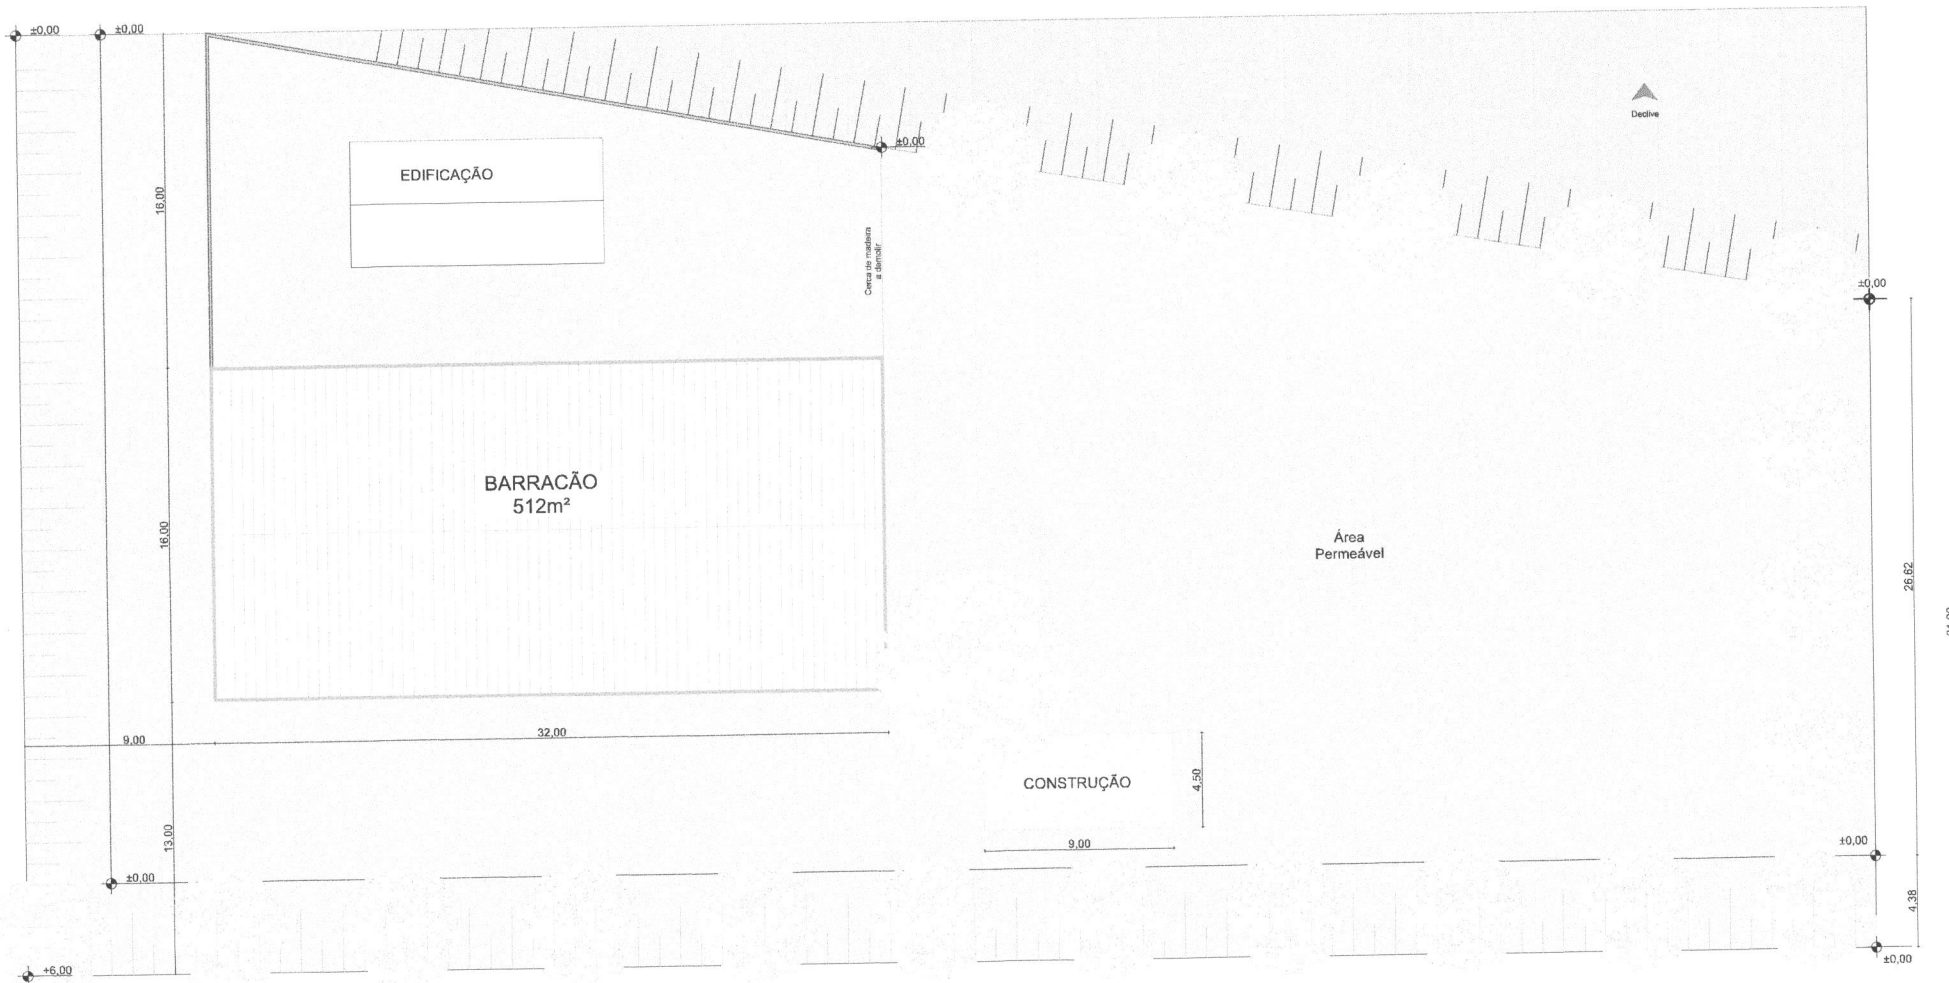 ±0,00
±0,00
Declive
±0,00
EDIFICAÇÃO
16,00
Cerca de madeira
a demolir
±0,00
BARRACÃO
512m²
16,00
Área
Permeável
26,62
9,00
32,00
CONSTRUÇÃO
4,50
13,00
9,00
±0,00
±0,00
4,38
+6,00
±0,00